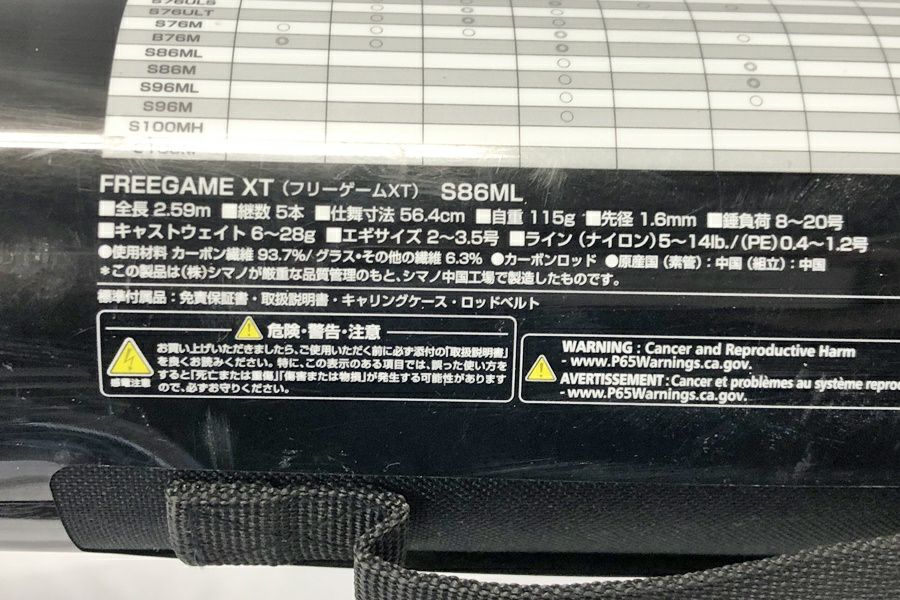 S76ULS
S76ULT
S76M
B76M
S86ML
S86M
S96ML
S96M
S100MH
FREEGAME XT (フリーゲームXT) S86ML
■全長 2.59m ■継数 5本 ■仕舞寸法 56.4cm ■自重 115g ■先径 1.6mm ■錘負荷 8〜20号
■キャストウェイト 6〜28g ■エギサイズ 2〜3.5号 ■ライン (ナイロン) 5〜14lb. / (PE) 0.4〜1.2号
●使用材料 カーボン繊維 93.7%/ グラス・その他の繊維 6.3% ●カーボンロッド ●原産国 (素管) : 中国 (組立) : 中国
*この製品は(株)シマノが厳重な品質管理のもと、シマノ中国工場で製造したものです。
標準付属品 : 免責保証書・取扱説明書・キャリングケース・ロッドベルト
危険・警告・注意
お買い上げいただきましたら、ご使用いただく前に必ず添付の「取扱説明書」
を良くお読みください。特に、この表示のある項目では、誤った使い方を
すると「死亡または重傷」「傷害または物損」が発生する可能性があります
ので、必ずお守りください。
感電注意
WARNING : Cancer and Reproductive Harm
- www.P65Warnings.ca.gov.
AVERTISSEMENT : Cancer et problèmes au système repro
- www.P65Warnings.ca.gov.